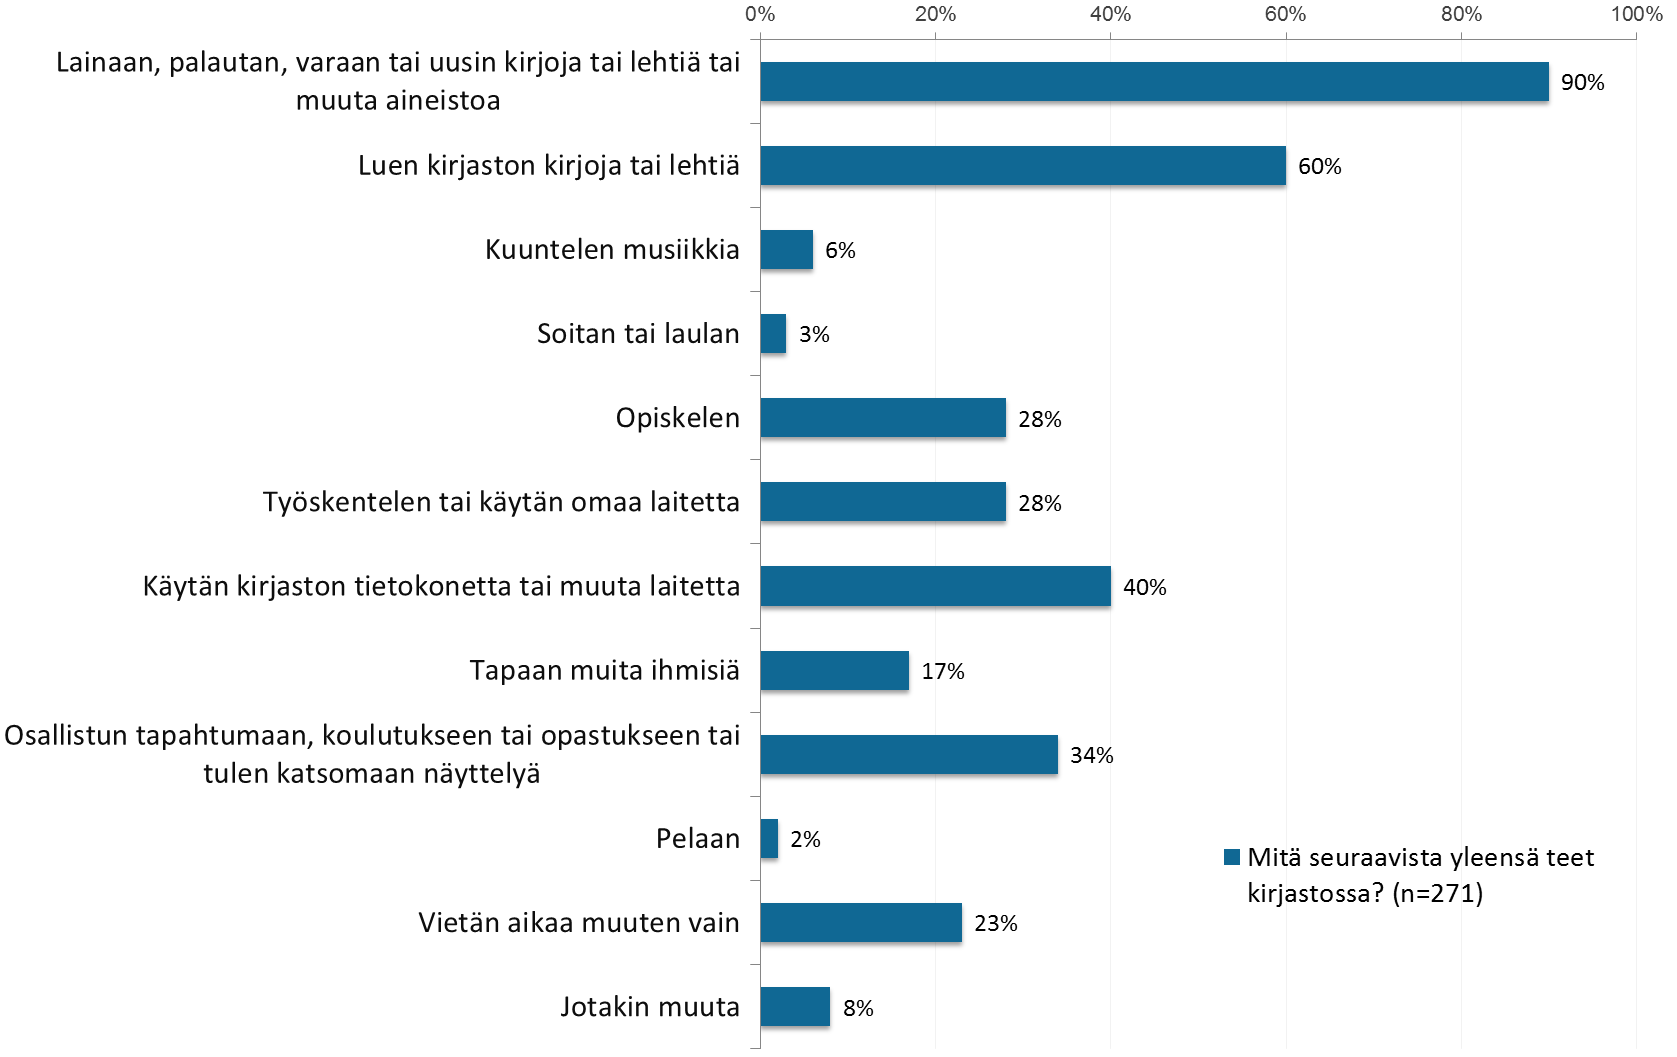 0% 20% 40% 60% 80% 100%
Lainaan, palautan, varaan tai uusin kirjoja tai lehtiä tai
muuta aineistoa
90%
Luen kirjaston kirjoja tai lehtiä
60%
Kuuntelen musiikkia
6%
Soitan tai laulan
3%
Opiskelen
28%
Työskentelen tai käytän omaa laitetta
28%
Käytän kirjaston tietokonetta tai muuta laitetta
40%
Tapaan muita ihmisiä
17%
Osallistun tapahtumaan, koulutukseen tai opastukseen tai
tulen katsomaan näyttelyä
34%
Pelaan
2%
Vietän aikaa muuten vain
23%
Jotakin muuta
8%
Mitä seuraavista yleensä teet
kirjastossa? (n=271)